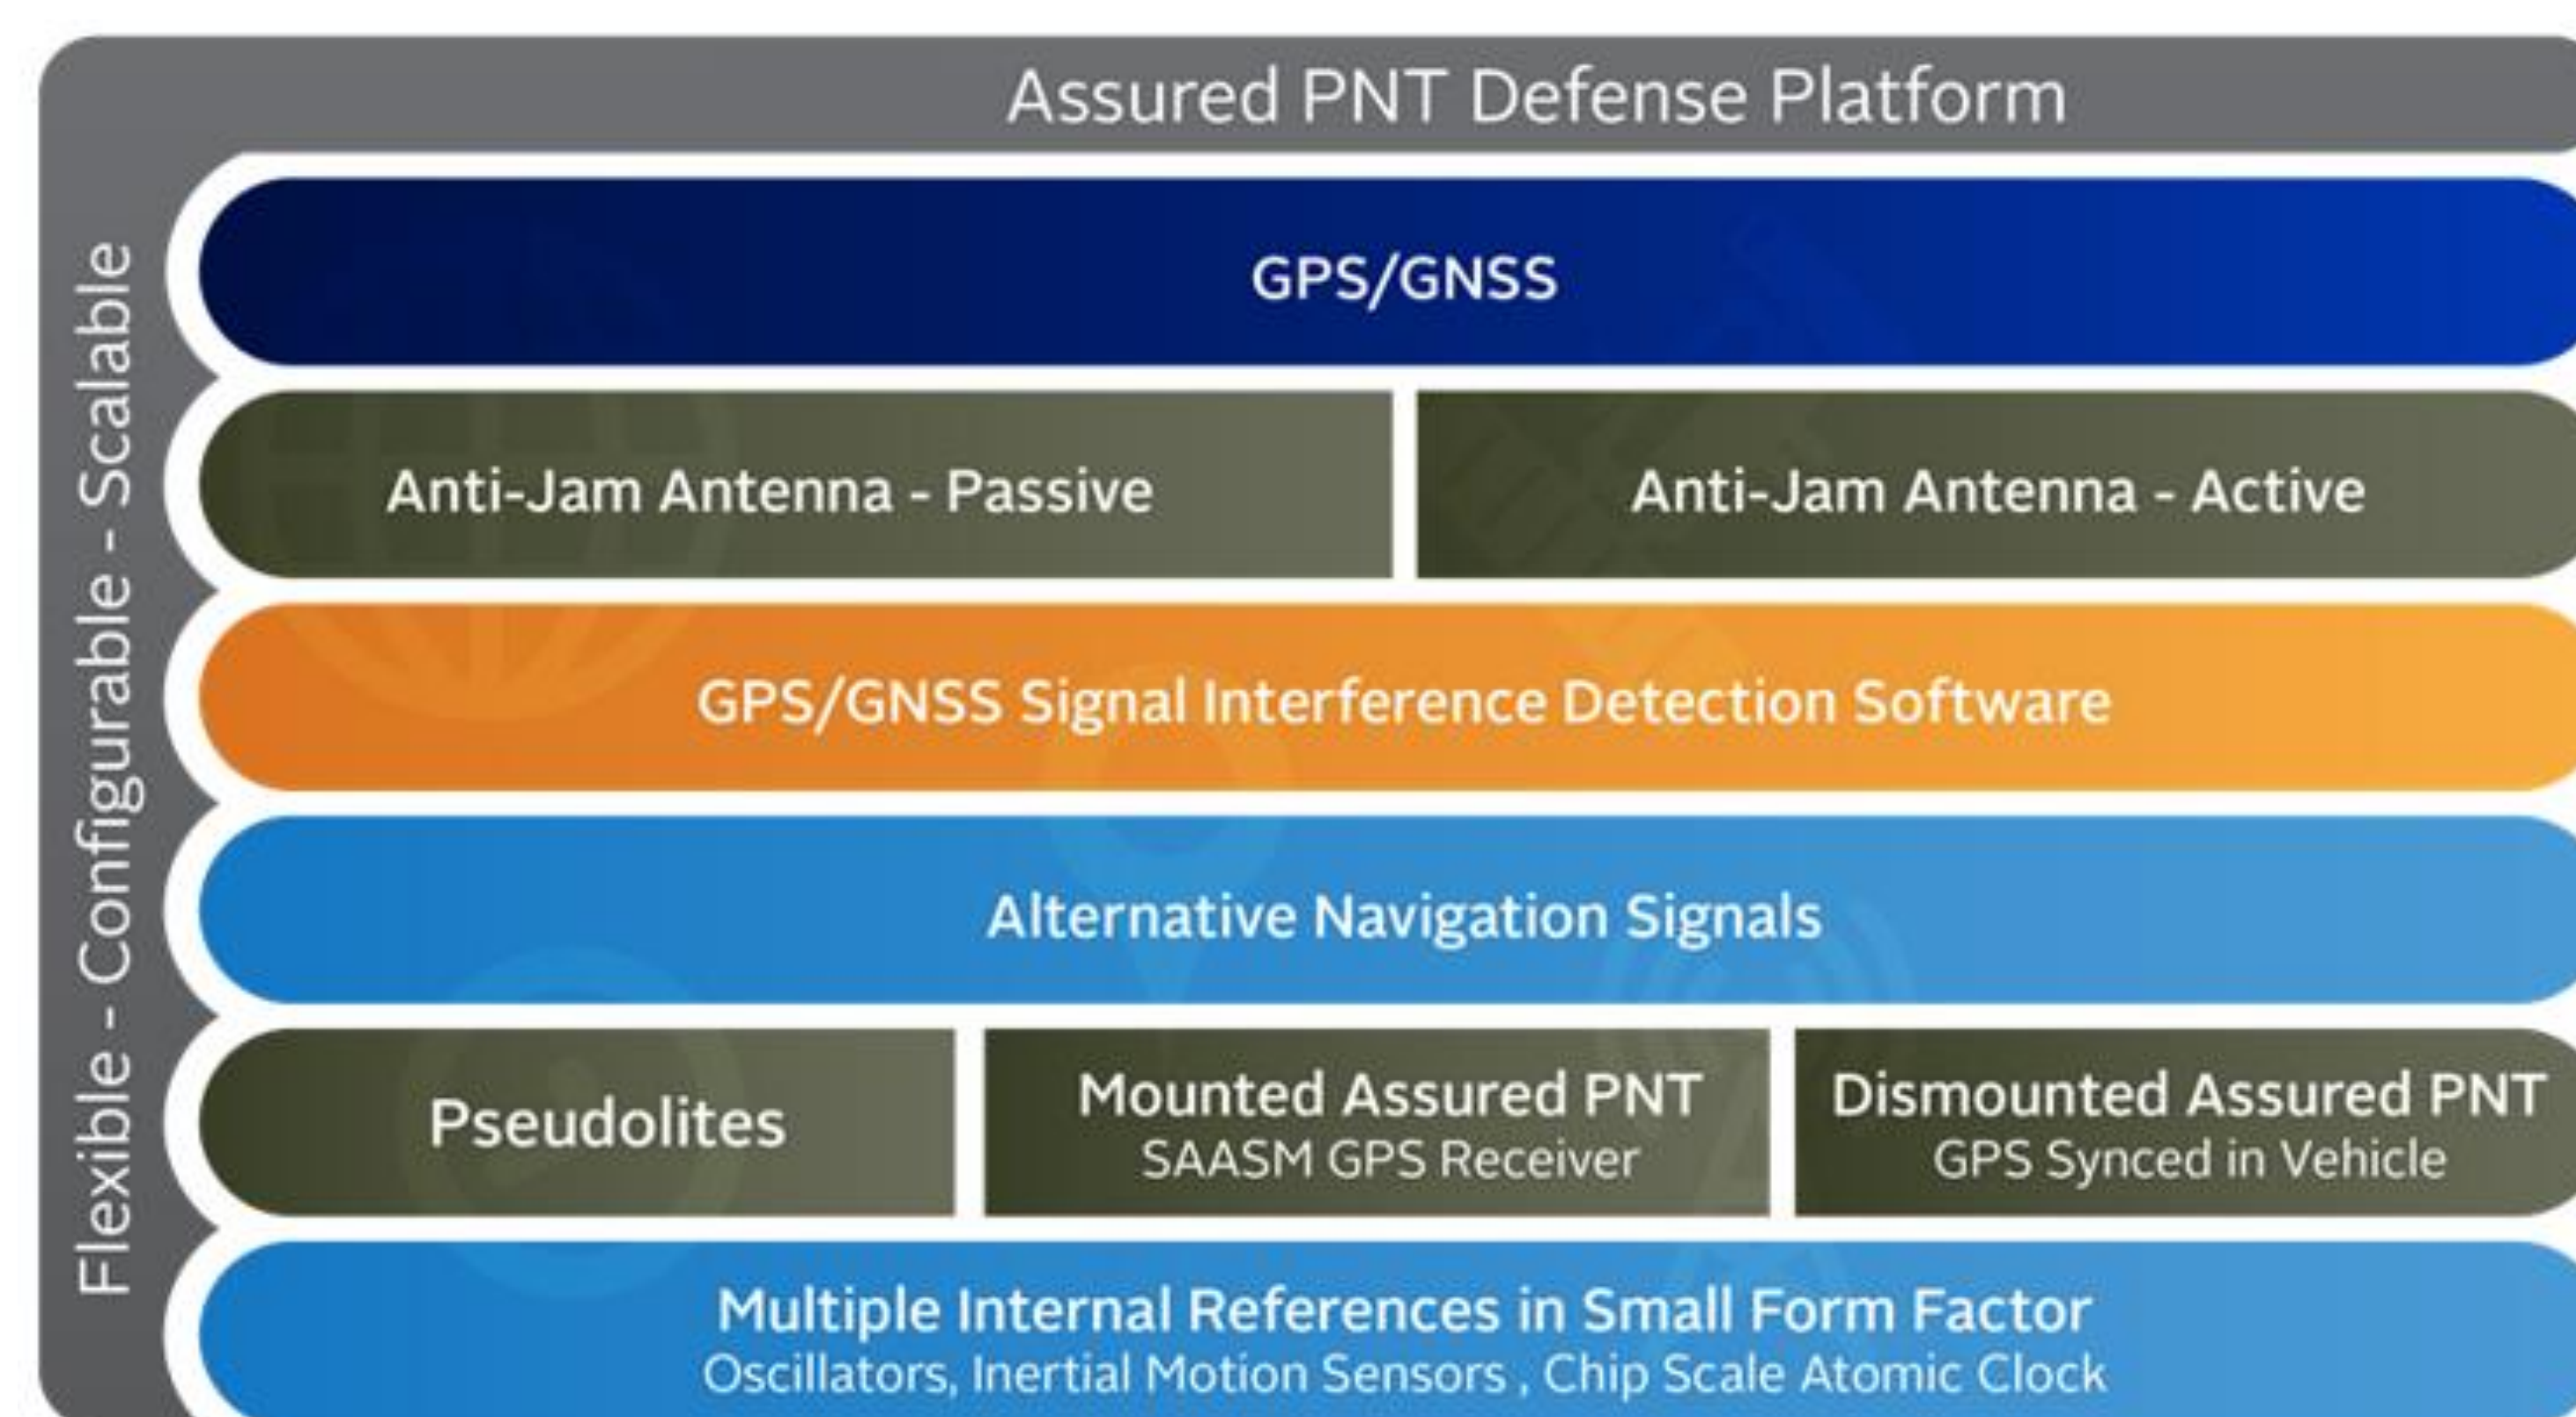 Assured PNT Defense Platform
Flexible - Configurable - Scalable
GPS/GNSS
Anti-Jam Antenna - Passive
Anti-Jam Antenna - Active
GPS/GNSS Signal Interference Detection Software
Alternative Navigation Signals
Pseudolites
Mounted Assured PNT
SAASM GPS Receiver
Dismounted Assured PNT
GPS Synced in Vehicle
Multiple Internal References in Small Form Factor
Oscillators, Inertial Motion Sensors , Chip Scale Atomic Clock